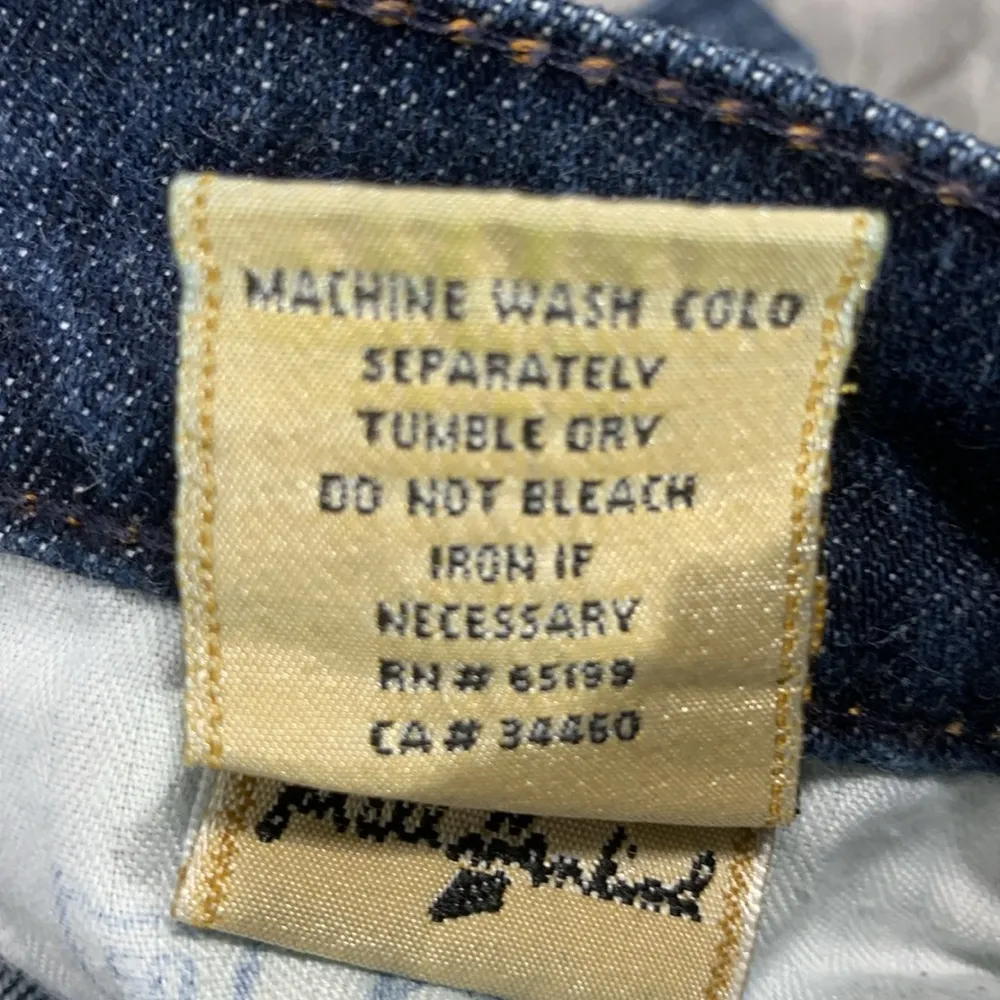 MACHINE WASH COLD
SEPARATELY
TUMBLE DRY
DO NOT BLEACH
IRON IF
NECESSARY
RN# 65199
CA# 34460